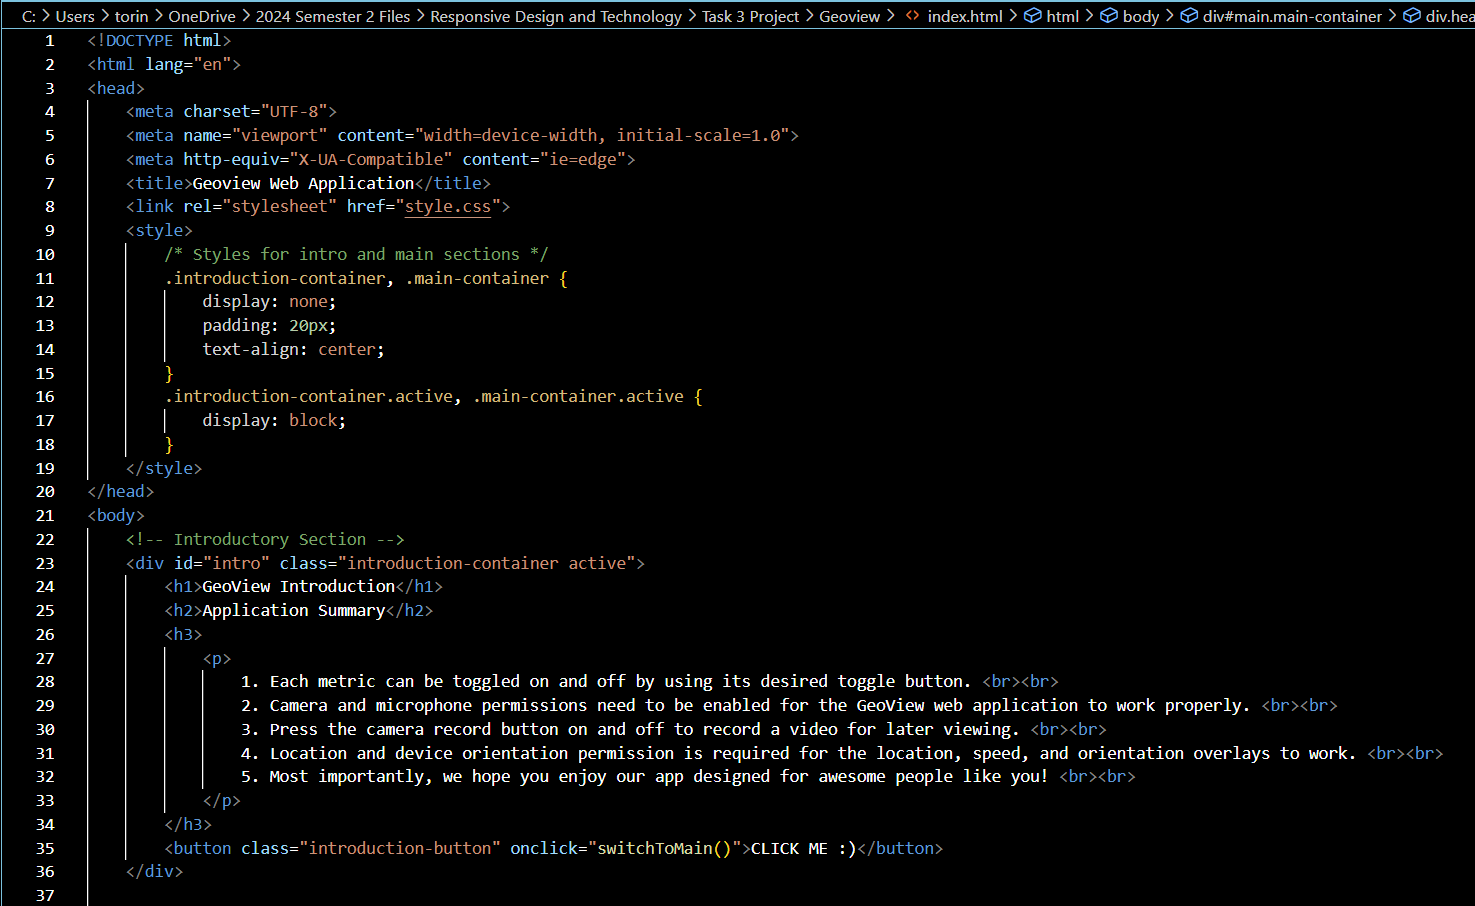 C: > Users > torin > OneDrive > 2024 Semester 2 Files > Responsive Design and Technology > Task 3 Project > Geoview > <> index.html > html > body > div#main.main-container > div.hea
1 <!DOCTYPE html>
2 <html lang="en">
3 <head>
4     <meta charset="UTF-8">
5     <meta name="viewport" content="width=device-width, initial-scale=1.0">
6     <meta http-equiv="X-UA-Compatible" content="ie=edge">
7     <title>Geoview Web Application</title>
8     <link rel="stylesheet" href="style.css">
9     <style>
10         /* Styles for intro and main sections */
11         .introduction-container, .main-container {
12             display: none;
13             padding: 20px;
14             text-align: center;
15         }
16         .introduction-container.active, .main-container.active {
17             display: block;
18         }
19     </style>
20 </head>
21 <body>
22     <!-- Introductory Section -->
23     <div id="intro" class="introduction-container active">
24         <h1>GeoView Introduction</h1>
25         <h2>Application Summary</h2>
26         <h3>
27             <p>
28                 1. Each metric can be toggled on and off by using its desired toggle button. <br><br>
29                 2. Camera and microphone permissions need to be enabled for the GeoView web application to work properly. <br><br>
30                 3. Press the camera record button on and off to record a video for later viewing. <br><br>
31                 4. Location and device orientation permission is required for the location, speed, and orientation overlays to work. <br><br>
32                 5. Most importantly, we hope you enjoy our app designed for awesome people like you! <br><br>
33             </p>
34         </h3>
35         <button class="introduction-button" onclick="switchToMain()">CLICK ME :)</button>
36     </div>
37